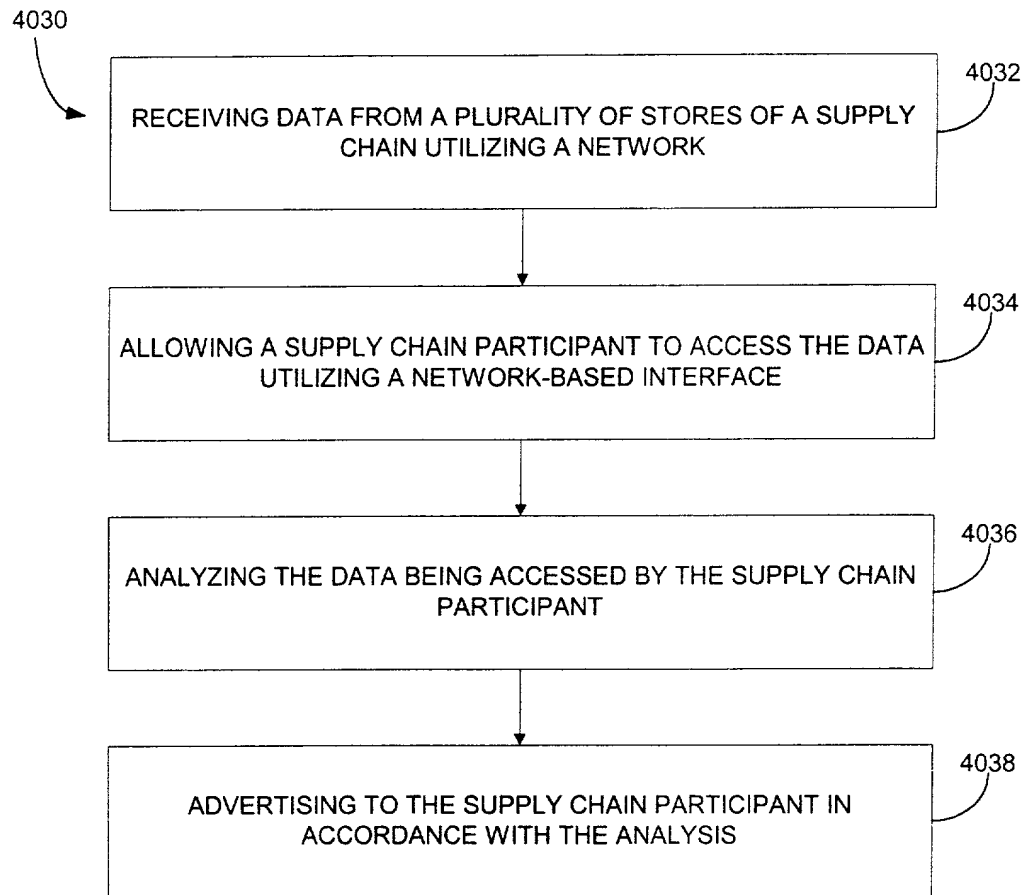 4030
4032
RECEIVING DATA FROM A PLURALITY OF STORES OF A SUPPLY
CHAIN UTILIZING A NETWORK
4034
ALLOWING A SUPPLY CHAIN PARTICIPANT TO ACCESS THE DATA
UTILIZING A NETWORK-BASED INTERFACE
4036
ANALYZING THE DATA BEING ACCESSED BY THE SUPPLY CHAIN
PARTICIPANT
4038
ADVERTISING TO THE SUPPLY CHAIN PARTICIPANT IN
ACCORDANCE WITH THE ANALYSIS